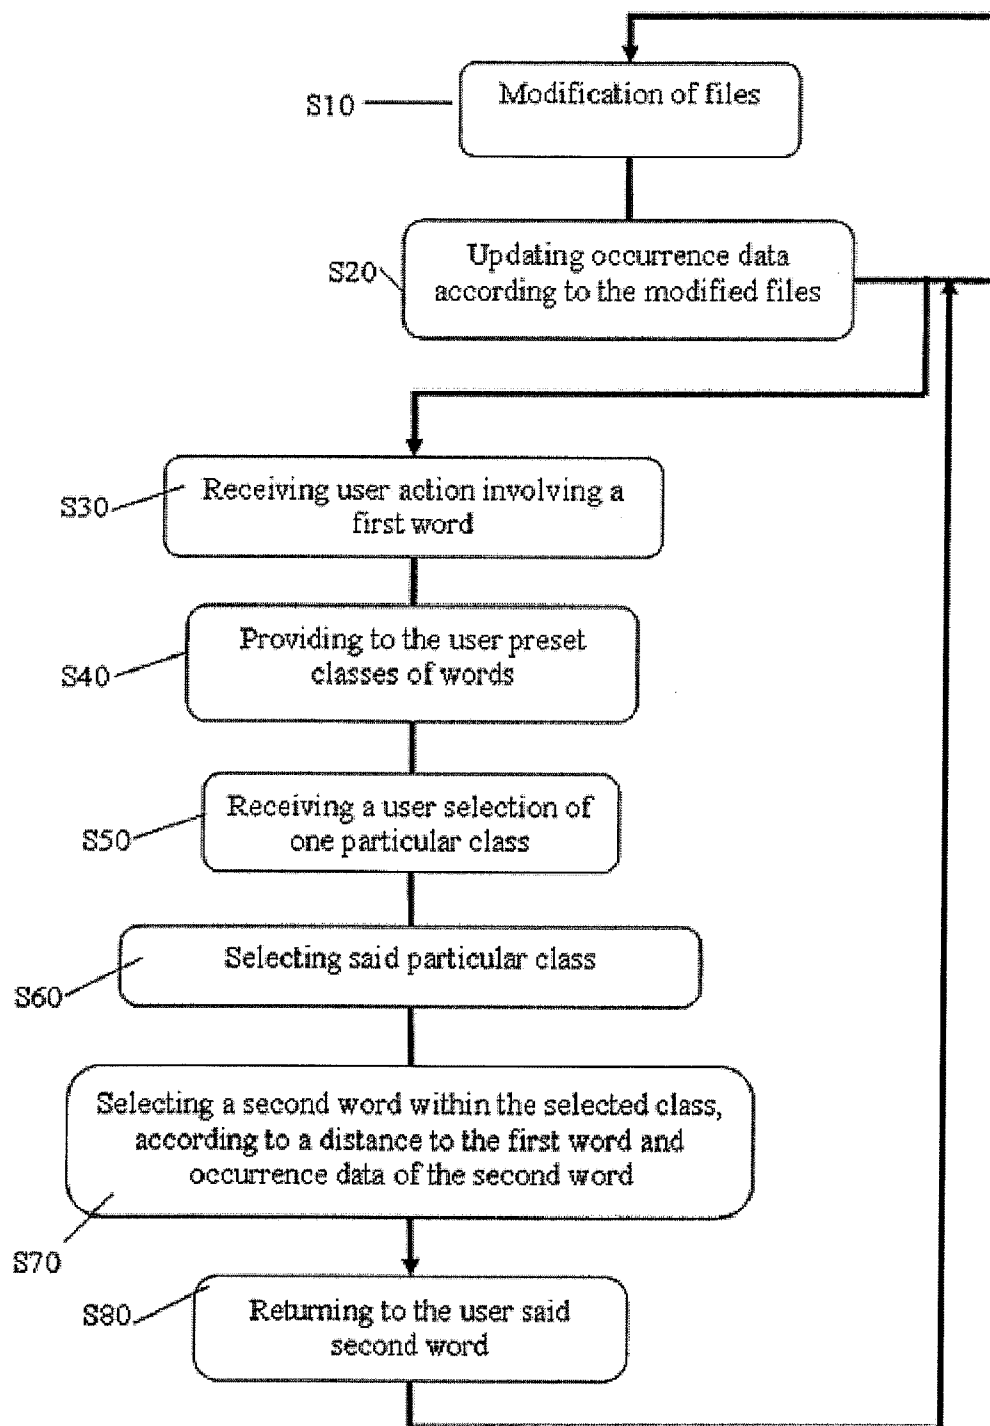 S10
Modification of files
S20
Updating occurrence data
according to the modified files
S30
Receiving user action involving a
first word
S40
Providing to the user preset
classes of words
S50
Receiving a user selection of
one particular class
S60
Selecting said particular class
S70
Selecting a second word within the selected class,
according to a distance to the first word and
occurrence data of the second word
S80
Returning to the user said
second word